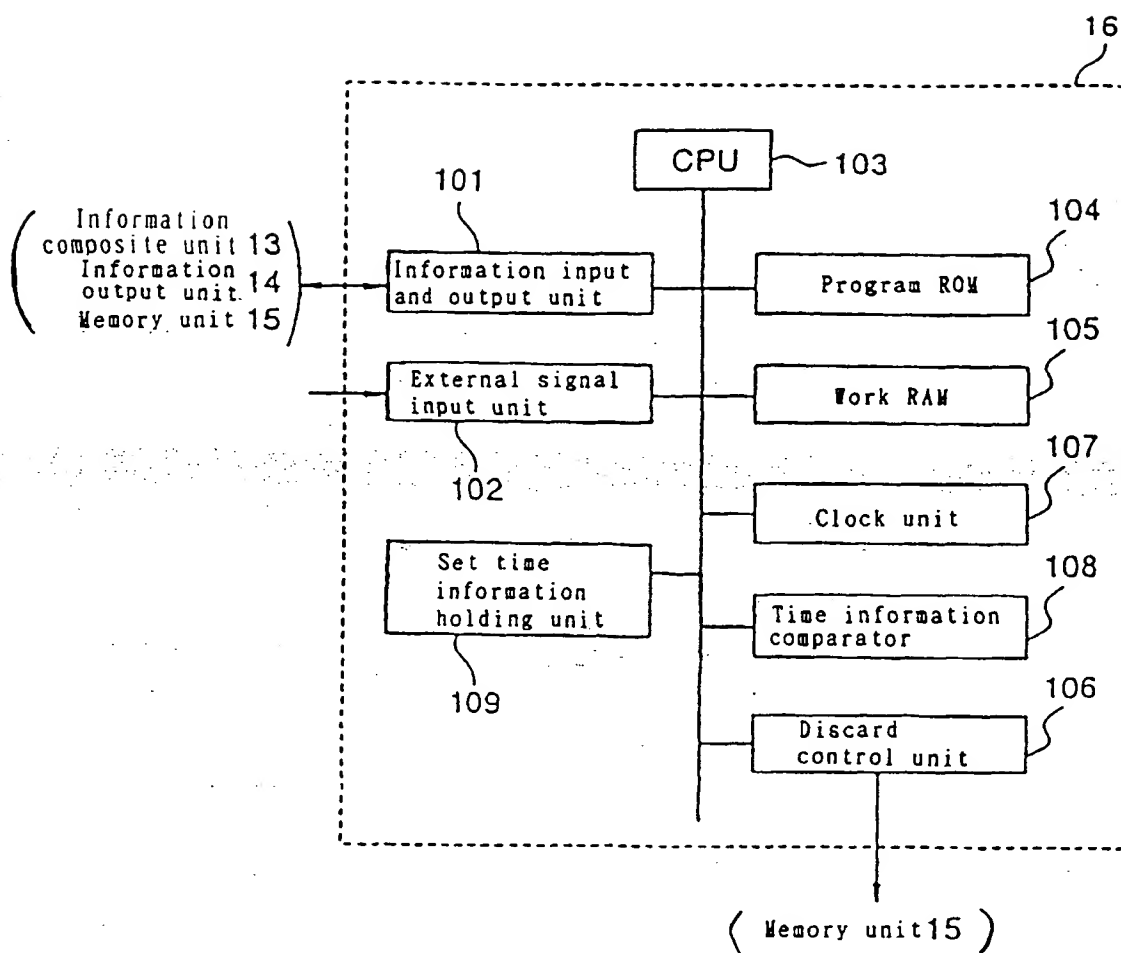 16
CPU
103
101
104
Information
composite unit 13
Information
output unit 14
Memory unit 15
Information input
and output unit
Program ROM
105
External signal
input unit
Work RAM
102
107
Clock unit
Set time
information
holding unit
108
Time information
comparator
109
106
Discard
control unit
Memory unit 15